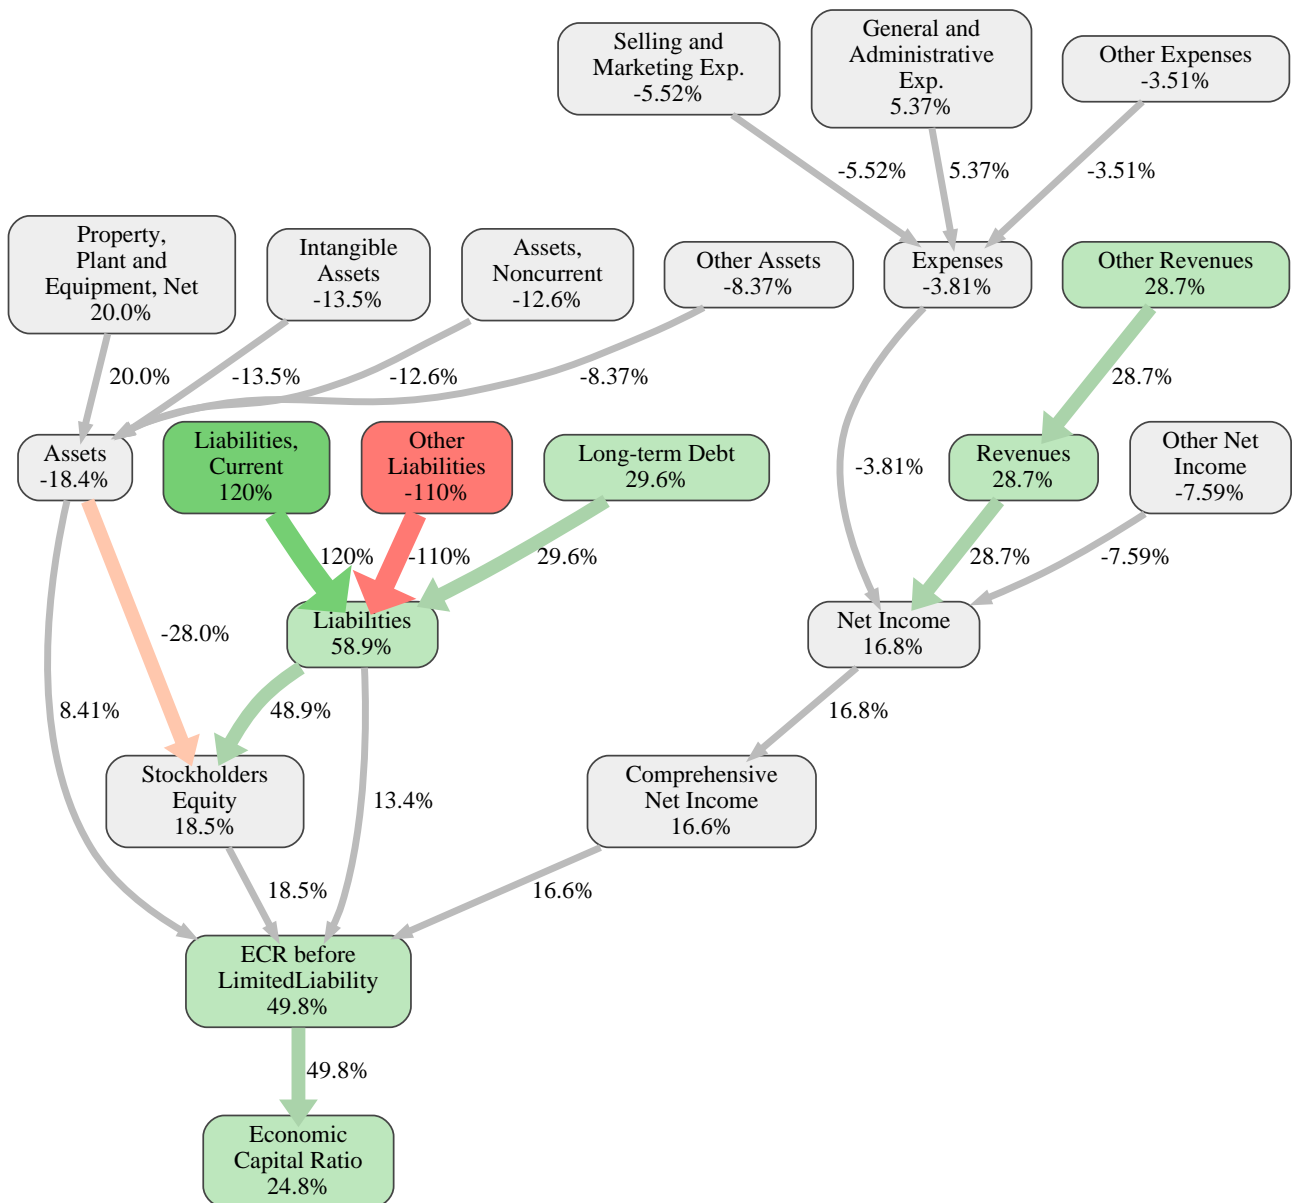 Selling and
Marketing Exp.
-5.52%
General and
Administrative
Exp.
5.37%
Other Expenses
-3.51%
-5.52%
5.37%
-3.51%
Property,
Plant and
Equipment, Net
20.0%
Intangible
Assets
-13.5%
Assets,
Noncurrent
-12.6%
Other Assets
-8.37%
Expenses
-3.81%
Other Revenues
28.7%
20.0%
-13.5%
-12.6%
-8.37%
28.7%
Assets
-18.4%
Liabilities,
Current
120%
Other
Liabilities
-110%
Long-term Debt
29.6%
-3.81%
Revenues
28.7%
Other Net
Income
-7.59%
120%
-110%
29.6%
28.7%
-7.59%
-28.0%
Liabilities
58.9%
Net Income
16.8%
8.41%
48.9%
16.8%
Stockholders
Equity
18.5%
13.4%
Comprehensive
Net Income
16.6%
18.5%
16.6%
ECR before
LimitedLiability
49.8%
49.8%
Economic
Capital Ratio
24.8%